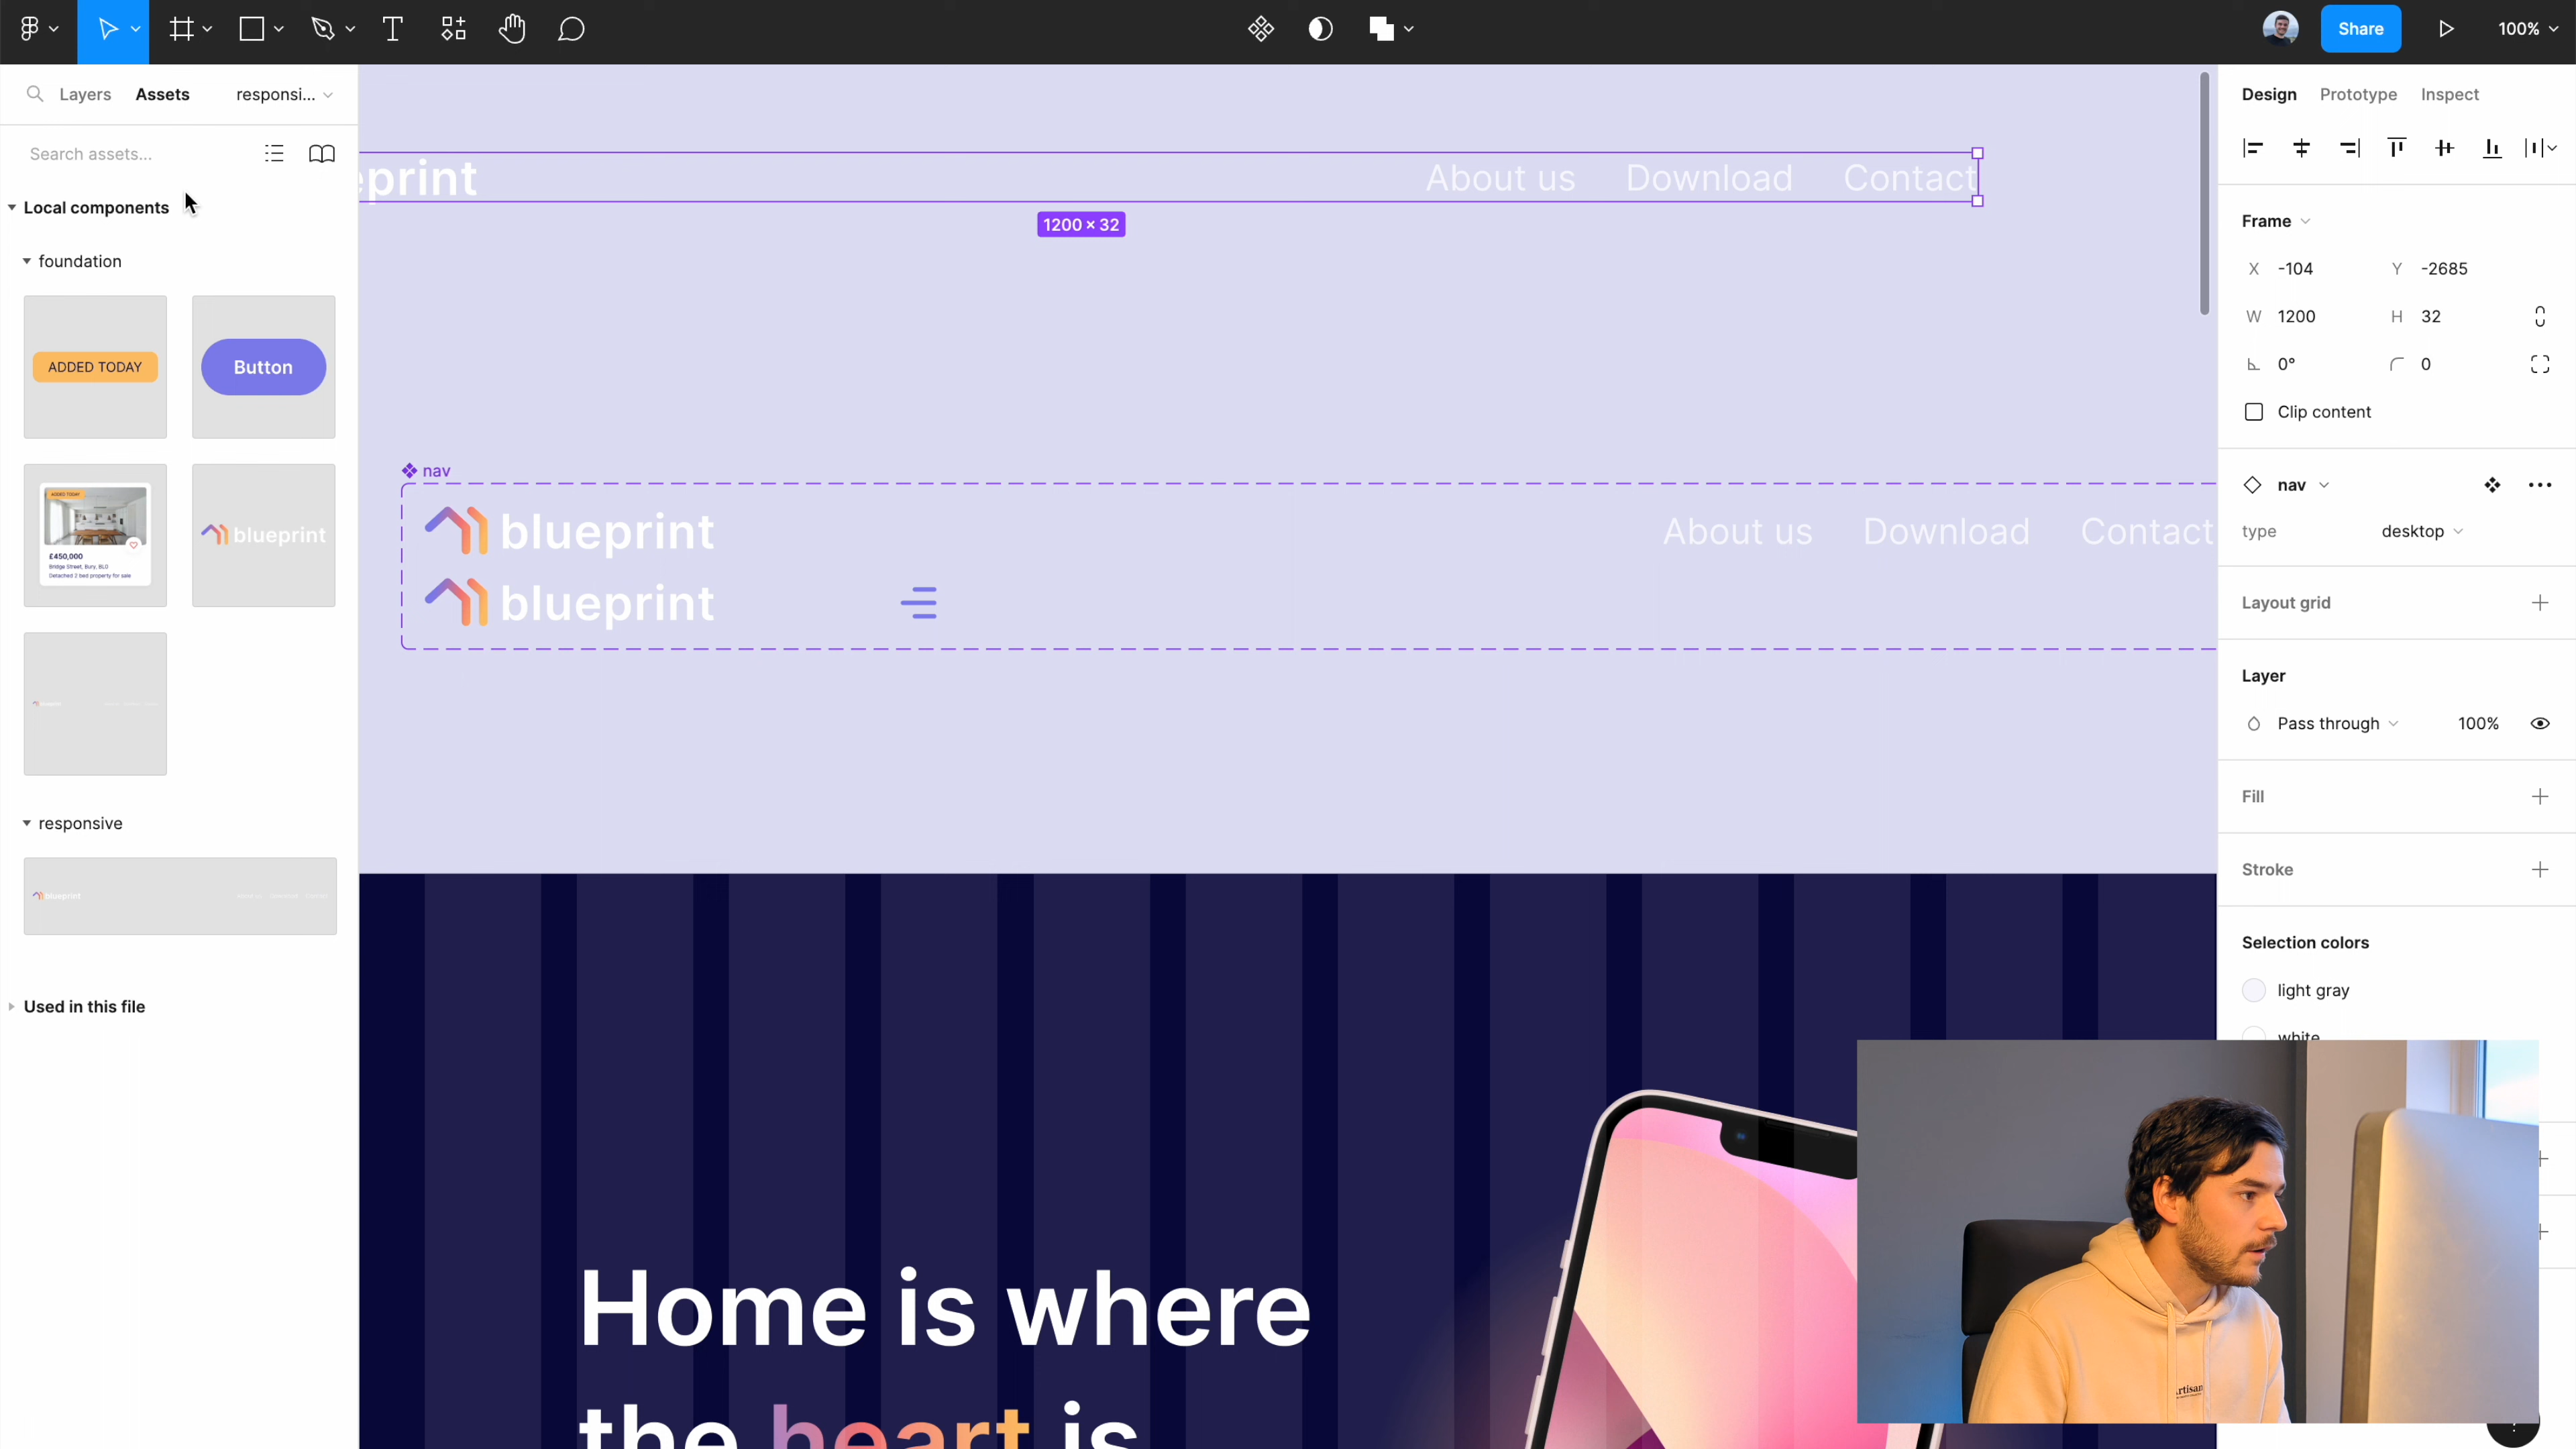 Share
100%
Layers
Assets
responsi...
Search assets...
Local components
foundation
ADDED TODAY
Button
ADDED TODAY
£450,000
Bridge Street, Bury, BL0
Detached 2 bed property for sale
blueprint
responsive
blueprint
Used in this file
eprint
About us
Download
Contact
1200 × 32
nav
blueprint
About us
Download
Contact
blueprint
Home is where
the heart is
Design
Prototype
Inspect
Frame
X -104
Y -2685
W 1200
H 32
0°
0
Clip content
nav
type
desktop
Layout grid
Layer
Pass through
100%
Fill
Stroke
Selection colors
light gray
white